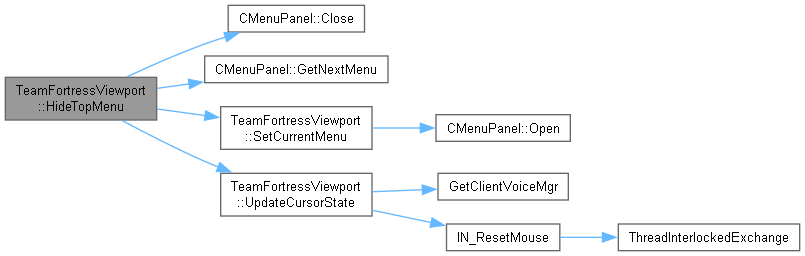 CMenuPanel::Close
CMenuPanel::GetNextMenu
TeamFortressViewport
::HideTopMenu
TeamFortressViewport
::SetCurrentMenu
CMenuPanel::Open
TeamFortressViewport
::UpdateCursorState
GetClientVoiceMgr
IN_ResetMouse
ThreadInterlockedExchange